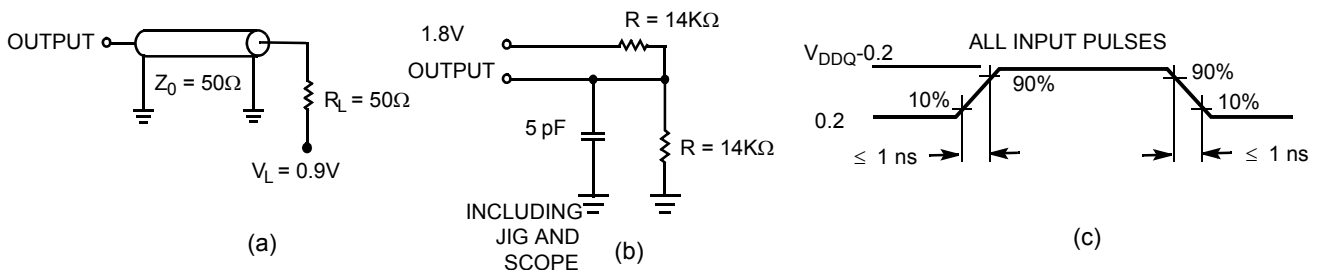 OUTPUT
Z0 = 50Ω
RL = 50Ω
VL = 0.9V
(a)
R = 14KΩ
1.8V
OUTPUT
5 pF
R = 14KΩ
INCLUDING
JIG AND
SCOPE
(b)
ALL INPUT PULSES
VDDQ-0.2
90%
10%
90%
10%
0.2
≤ 1 ns
≤ 1 ns
(c)